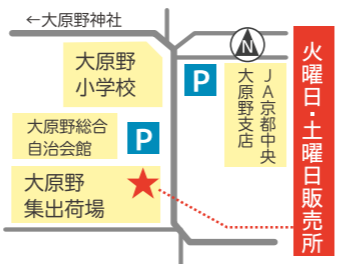 ←大原野神社
大原野
小学校
P
N
JA京都中央
大原野支店
大原野総合
自治会館
P
大原野
集出荷場
火曜日・土曜日販売所